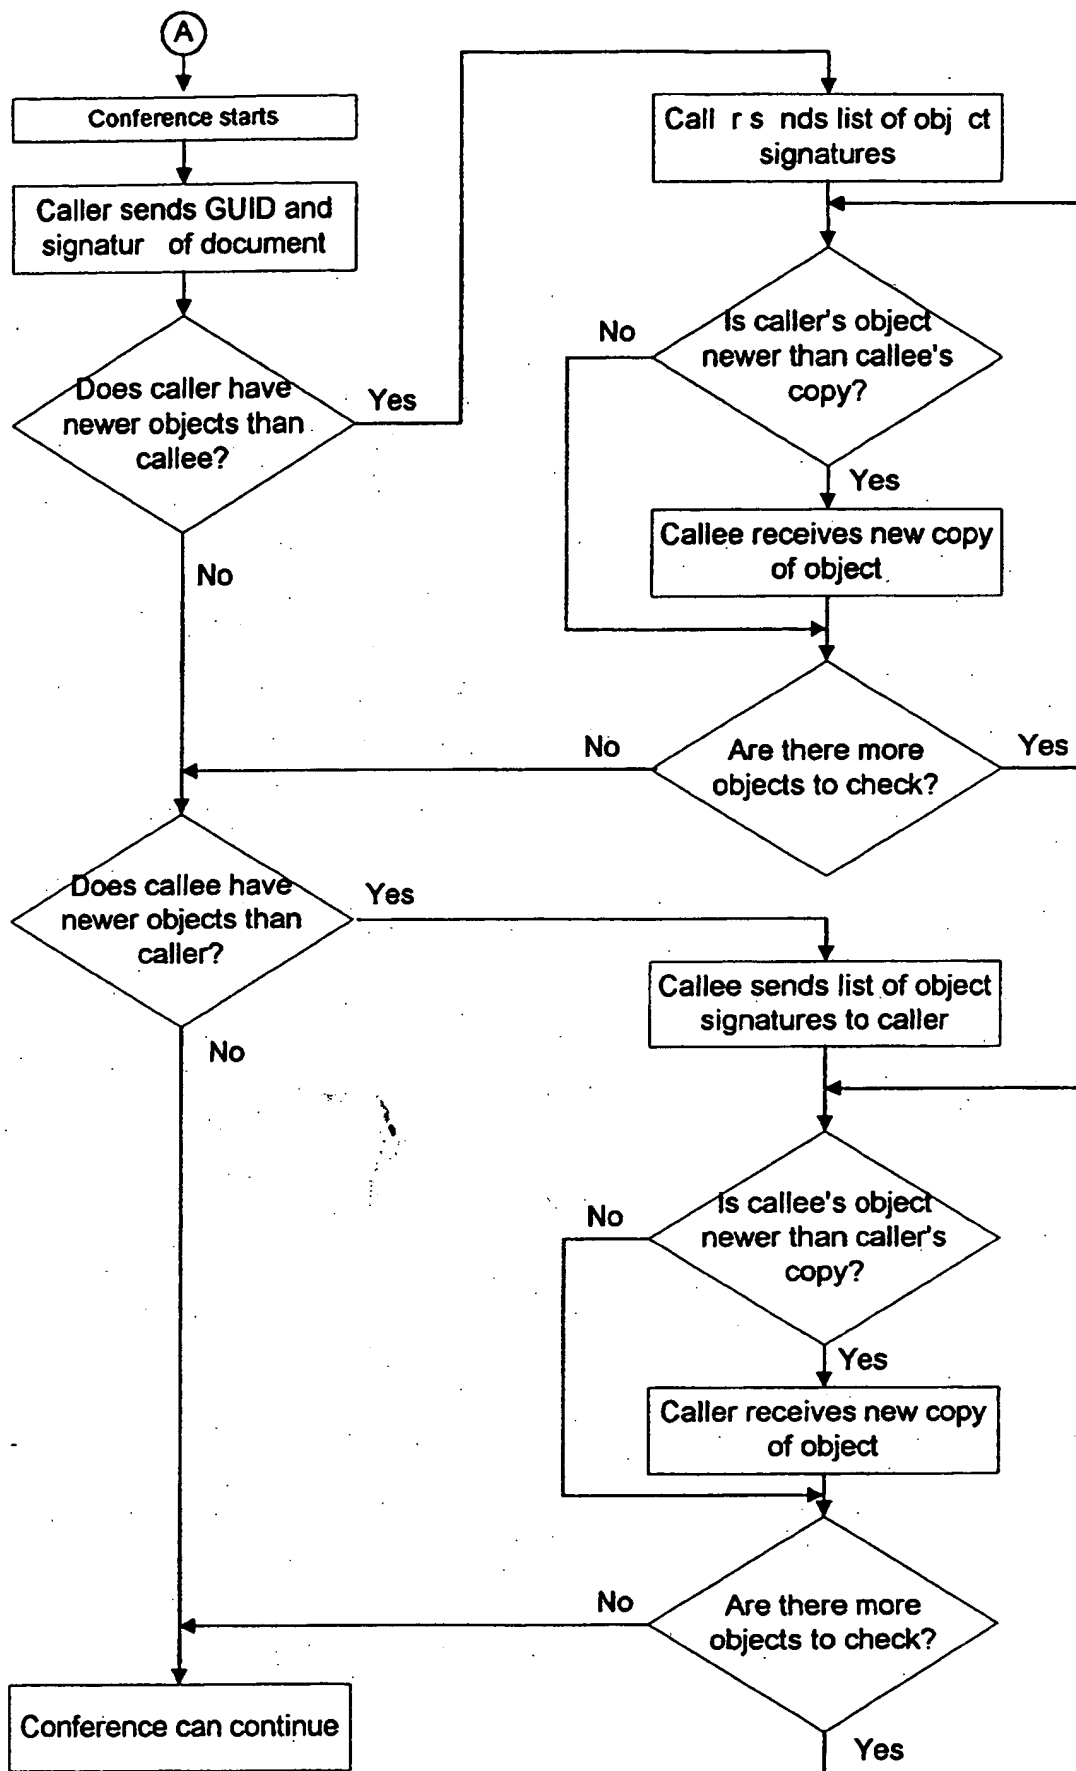 A
Conference starts
Caller sends GUID and
signatur of document
Does caller have
newer objects than
callee?
Yes
No
Call r s nds list of obj ct
signatures
Is caller's object
newer than callee's
copy?
No
Yes
Callee receives new copy
of object
Are there more
objects to check?
No
Yes
Does callee have
newer objects than
caller?
Yes
No
Callee sends list of object
signatures to caller
Is callee's object
newer than caller's
copy?
No
Yes
Caller receives new copy
of object
Are there more
objects to check?
No
Yes
Conference can continue